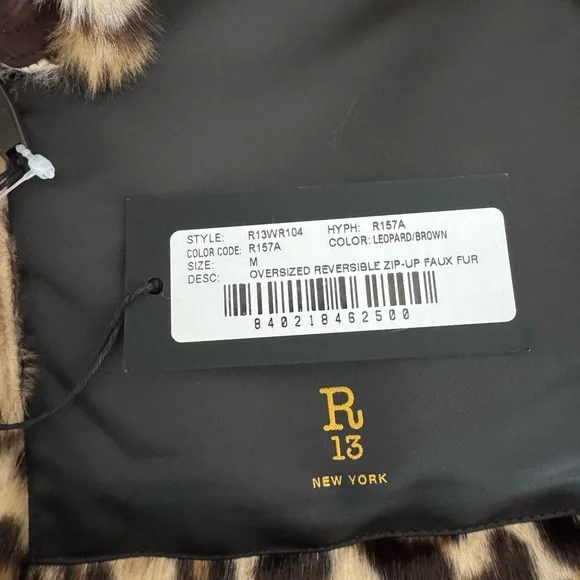 STYLE: R13WR104 HYPH: R157A
COLOR CODE: R157A COLOR: LEOPARD/BROWN
SIZE: M
DESC: OVERSIZED REVERSIBLE ZIP-UP FAUX FUR
840218462500
R
13
NEW YORK